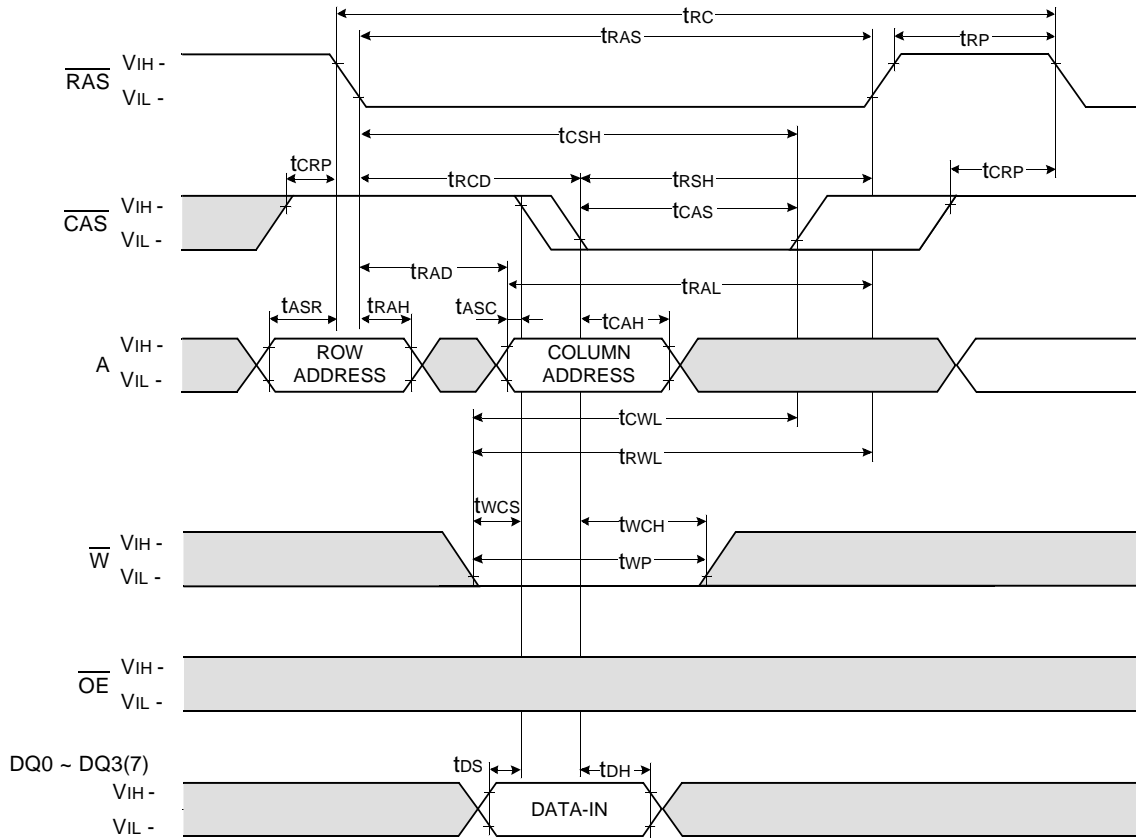 tRC
tRAS
tRP
RAS
VIH -
VIL -
tCSH
tCRP
tRCD
tRSH
tCRP
CAS
VIH -
VIL -
tCAS
tRAD
tRAL
tASR
tRAH
tASC
tCAH
A
VIH -
VIL -
ROW
ADDRESS
COLUMN
ADDRESS
tCWL
tRWL
tWCS
tWCH
W
VIH -
VIL -
tWP
OE
VIH -
VIL -
DQ0 ~ DQ3(7)
tDS
tDH
VIH -
VIL -
DATA-IN